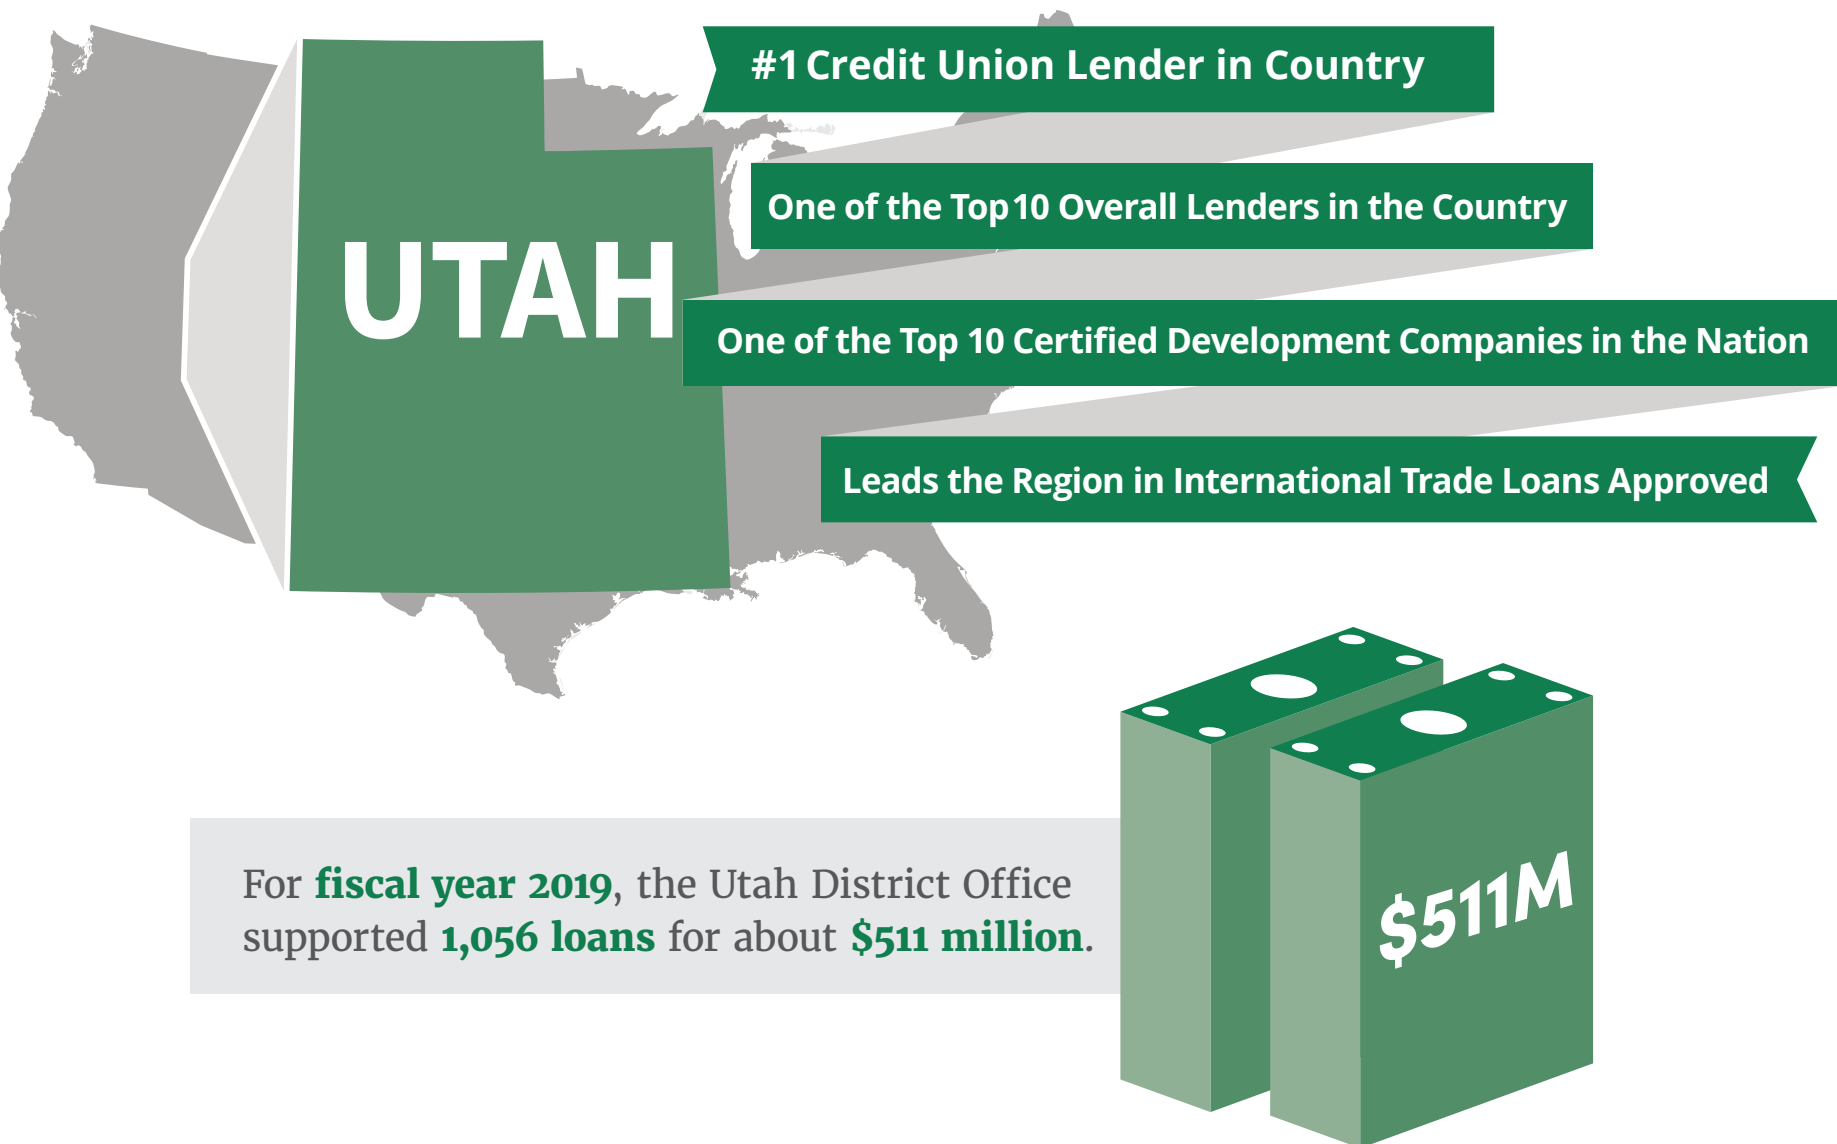 #1 Credit Union Lender in Country
One of the Top 10 Overall Lenders in the Country
UTAH
One of the Top 10 Certified Development Companies in the Nation
Leads the Region in International Trade Loans Approved
For fiscal year 2019, the Utah District Office
supported 1,056 loans for about $511 million.
$511M